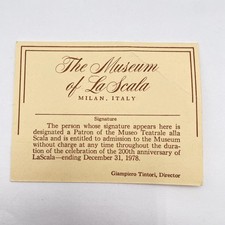 The Museum
of La Scala
MILAN, ITALY
Signature
The person whose signature appears here is
designated a Patron of the Museo Teatrale alla
Scala and is entitled to admission to the Museum
without charge at any time throughout the dura-
tion of the celebration of the 200th anniversary of
LaScala—ending December 31, 1978.
Giampiero Tintori, Director